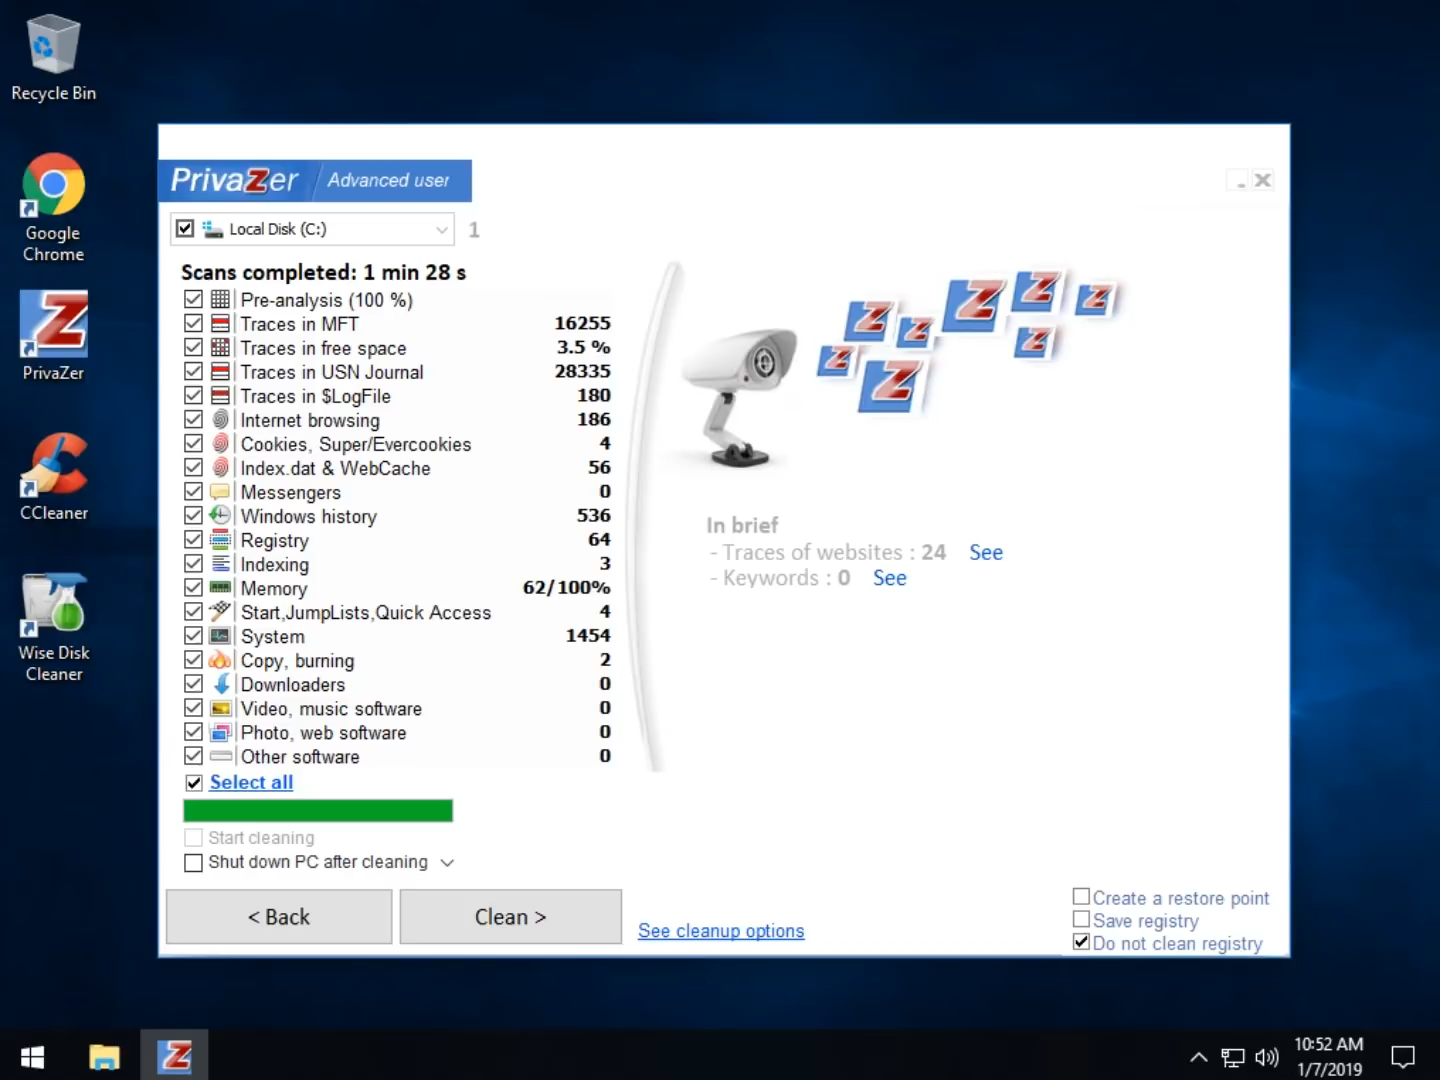 Recycle Bin
Google
Chrome
PrivaZer
CCleaner
Wise Disk
Cleaner
PrivaZer Advanced user
Local Disk (C:) 1
Scans completed: 1 min 28 s
Pre-analysis (100 %)
Traces in MFT 16255
Traces in free space 3.5 %
Traces in USN Journal 28335
Traces in $LogFile 180
Internet browsing 186
Cookies, Super/Evercookies 4
Index.dat & WebCache 56
Messengers 0
Windows history 536
Registry 64
Indexing 3
Memory 62/100%
Start,JumpLists,Quick Access 4
System 1454
Copy, burning 2
Downloaders 0
Video, music software 0
Photo, web software 0
Other software 0
Select all
Start cleaning
Shut down PC after cleaning
< Back
Clean >
See cleanup options
In brief
- Traces of websites : 24 See
- Keywords : 0 See
Create a restore point
Save registry
Do not clean registry
10:52 AM
1/7/2019